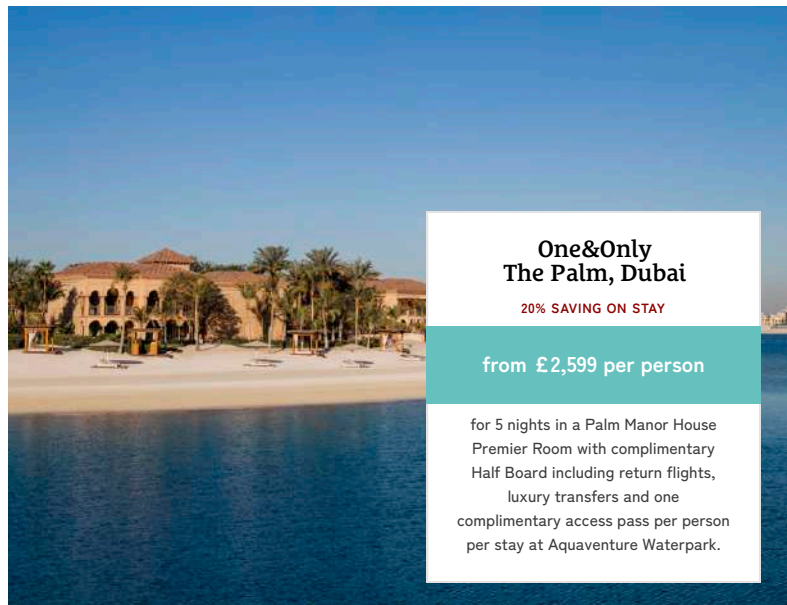 One&Only
The Palm, Dubai
20% SAVING ON STAY
from £2,599 per person
for 5 nights in a Palm Manor House
Premier Room with complimentary
Half Board including return flights,
luxury transfers and one
complimentary access pass per person
per stay at Aquaventure Waterpark.